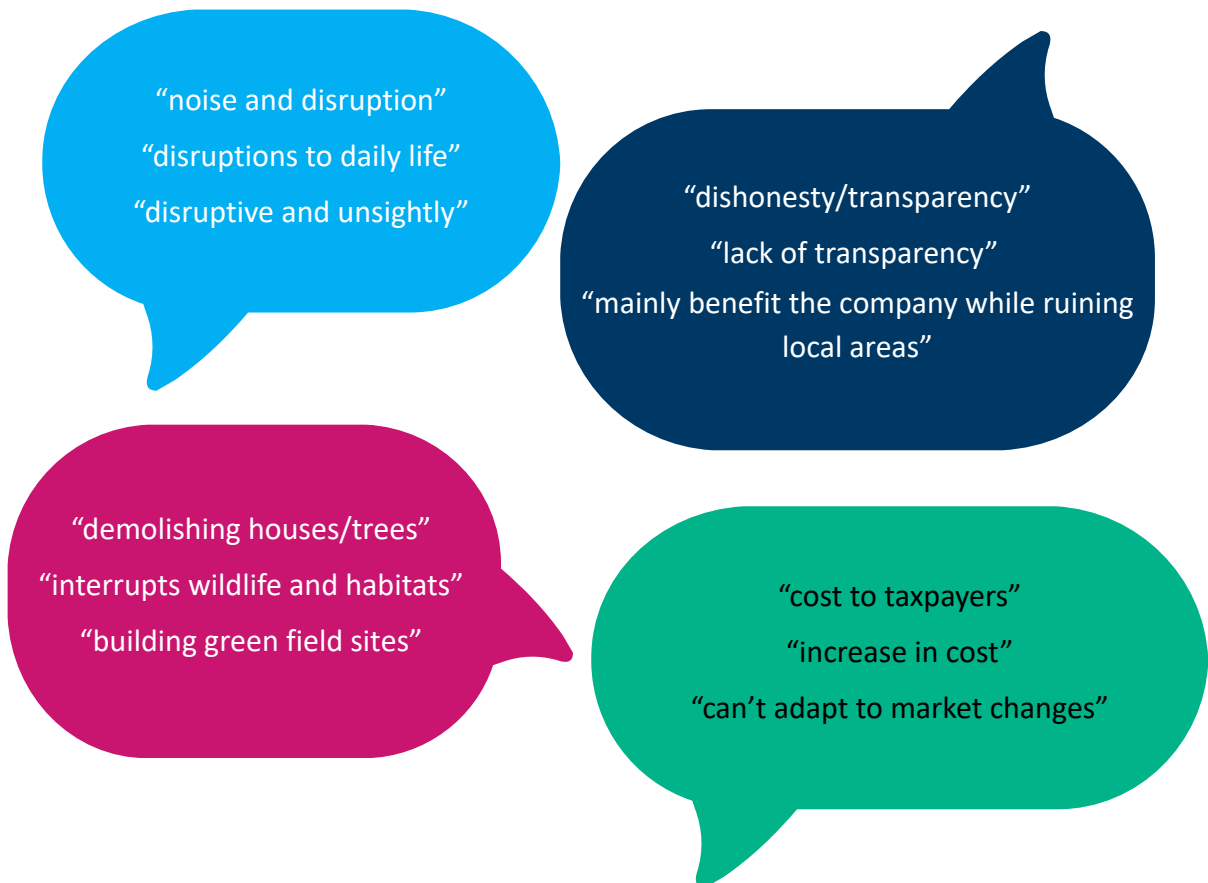 “noise and disruption”
“disruptions to daily life”
“disruptive and unsightly”
“dishonesty/transparency”
“lack of transparency”
“mainly benefit the company while ruining
local areas”
“demolishing houses/trees”
“interrupts wildlife and habitats”
“building green field sites”
“cost to taxpayers”
“increase in cost”
“can’t adapt to market changes”